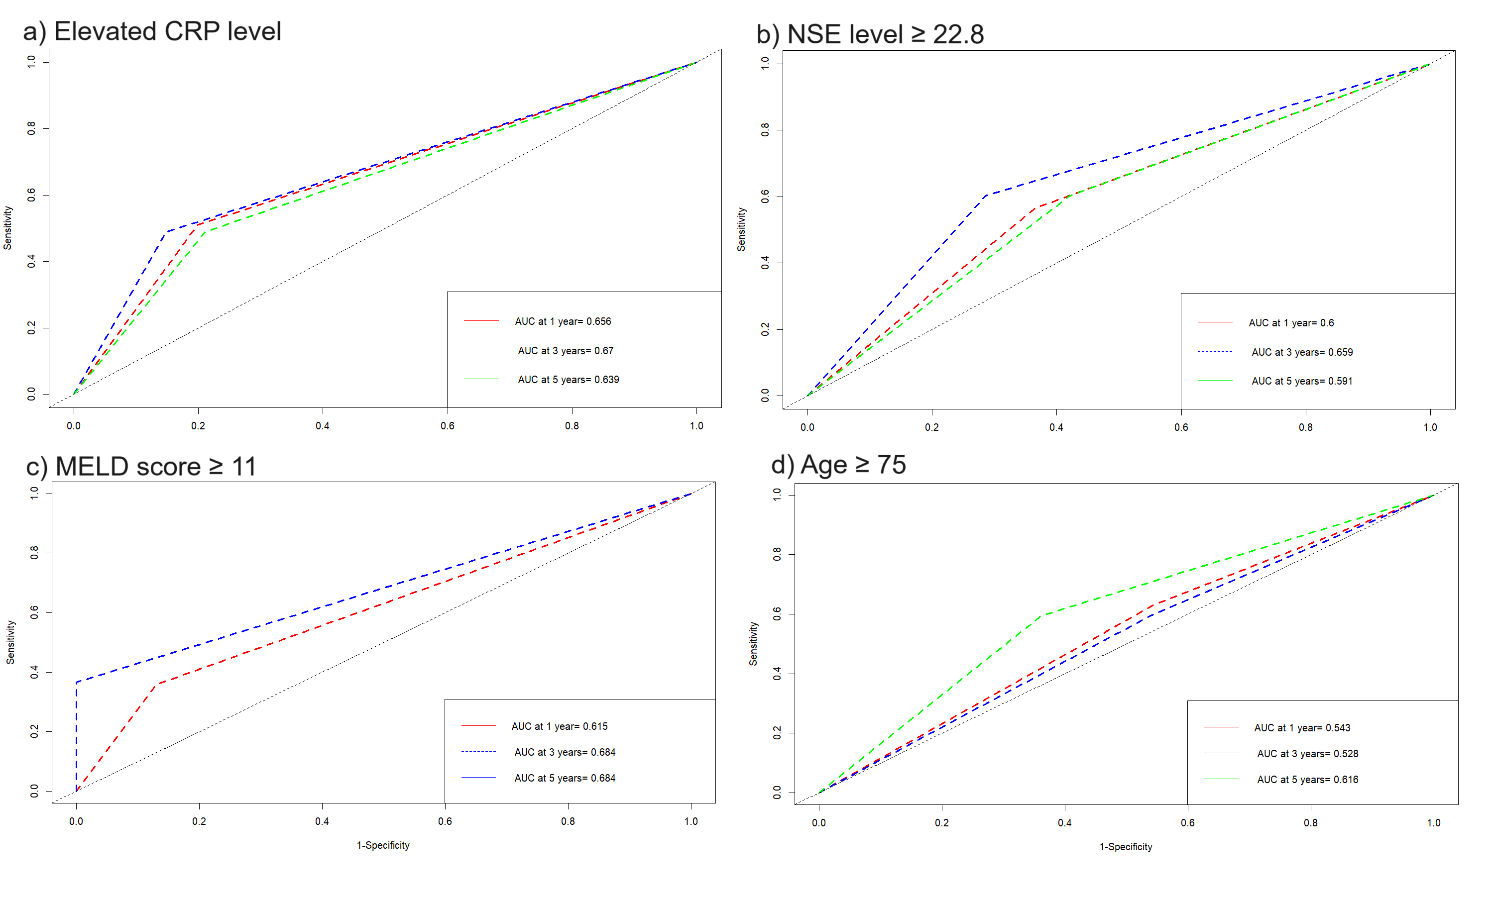 a) Elevated CRP level
1.0
0.8
0.6
0.4
0.2
0.0
Sensitivity
AUC at 1 year= 0.656
AUC at 3 years= 0.67
AUC at 5 years= 0.639
0.0 0.2 0.4 0.6 0.8 1.0
b) NSE level ≥ 22.8
1.0
0.8
0.6
0.4
0.2
0.0
Sensitivity
AUC at 1 year= 0.6
AUC at 3 years= 0.659
AUC at 5 years= 0.591
0.0 0.2 0.4 0.6 0.8 1.0
c) MELD score ≥ 11
1.0
0.8
0.6
0.4
0.2
0.0
Sensitivity
AUC at 1 year= 0.615
AUC at 3 years= 0.684
AUC at 5 years= 0.684
0.0 0.2 0.4 0.6 0.8 1.0
1-Specificity
d) Age ≥ 75
1.0
0.8
0.6
0.4
0.2
0.0
Sensitivity
AUC at 1 year= 0.543
AUC at 3 years= 0.528
AUC at 5 years= 0.616
0.0 0.2 0.4 0.6 0.8 1.0
1-Specificity